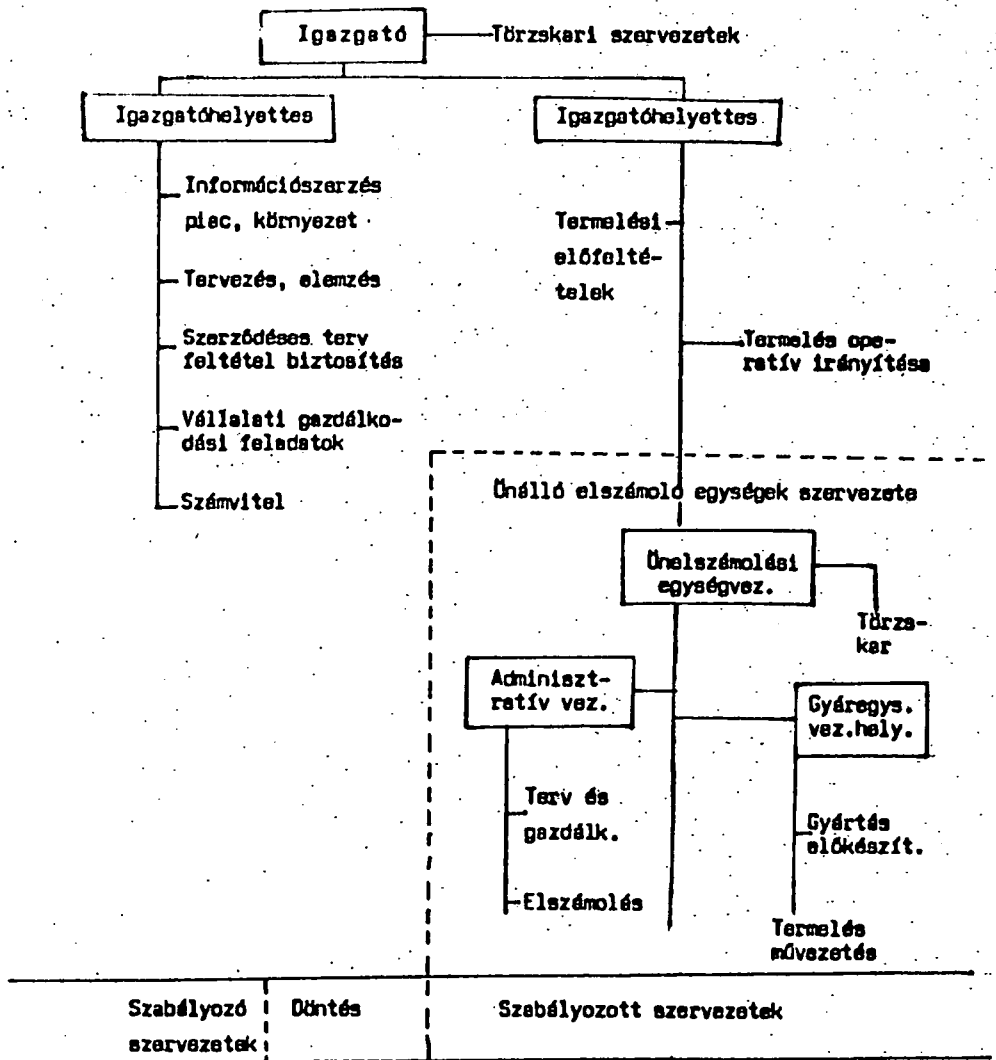 Igazgató
Törzskari szervezetek
Igazgatóhelyettes
Igazgatóhelyettes
Információszerzés
piac, környezet
Tervezés, elemzés
Szerződéses terv
feltétel biztosítás
Vállalati gazdálko-
dási feladatok
Számvitel
Termelési
előfelté-
telek
Termelés ope-
ratív irányítása
Önálló elszámoló egységek szervezete
Önelszámolási
egységvez.
Törzs-
kar
Adminiszt-
ratív vez.
Gyáregys.
vez.hely.
Terv és
gazdálk.
Elszámolás
Gyártás
előkészít.
Termelés
művezetés
Szabályozó
szervezetek
Döntés
Szabályozott szervezetek